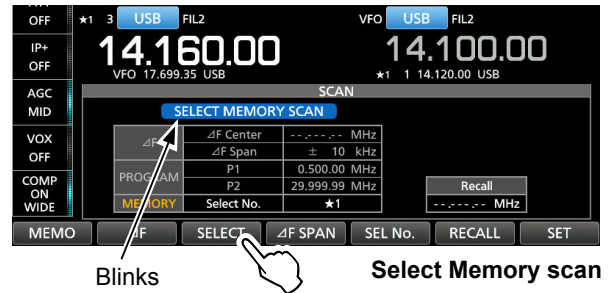 OFF
★1 3 USB FIL2 VFO USB FIL2
IP+
OFF
14.160.00 14.100.00
VFO 17.699.35 USB ★1 1 14.120.00 USB
AGC
MID
SCAN
SELECT MEMORY SCAN
VOX
OFF
⊿F ⊿F Center --.---.-- MHz
⊿F Span ± 10 kHz
PROGRAM P1 0.500.00 MHz
P2 29.999.99 MHz Recall
COMP
ON
WIDE
MEMORY Select No. ★1 --.---.-- MHz
MEMO ⊿F SELECT ⊿F SPAN SEL No. RECALL SET
Blinks Select Memory scan